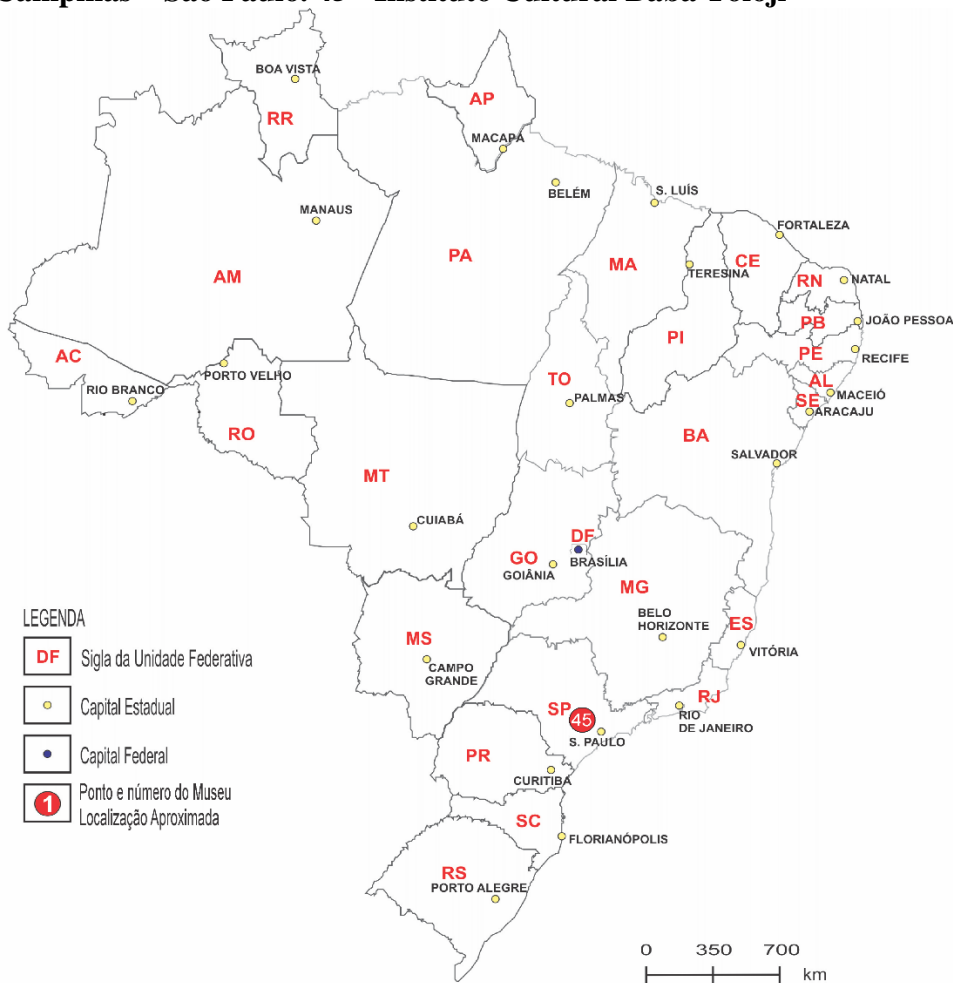 BOA VISTA
AP
RR
MACAPÁ
BELÉM
S. LUÍS
MANAUS
FORTALEZA
PA
MA
CE
TERESINA
AM
RN
NATAL
PB
JOÃO PESSOA
PI
PE
RECIFE
AC
PORTO VELHO
TO
AL
RIO BRANCO
PALMAS
SE
MACEIÓ
ARACAJU
RO
BA
SALVADOR
MT
CUIABÁ
DF
GO
BRASÍLIA
GOIÂNIA
MG
BELO
HORIZONTE
ES
VITÓRIA
MS
CAMPO
GRANDE
RJ
RIO
DE JANEIRO
SP
45
S. PAULO
PR
CURITIBA
SC
FLORIANÓPOLIS
RS
PORTO ALEGRE
LEGENDA
DF Sigla da Unidade Federativa
Capital Estadual
Capital Federal
1 Ponto e número do Museu
Localização Aproximada
0 350 700
km